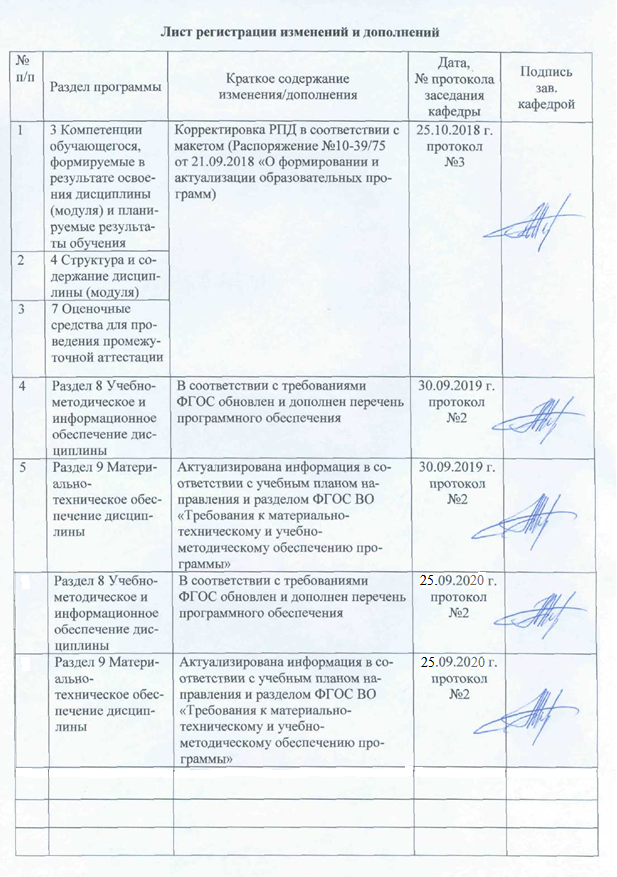 Лист регистрации изменений и дополнений
№
п/п
Раздел программы
Краткое содержание
изменения/дополнения
Дата,
№ протокола
заседания
кафедры
Подпись
зав.
кафедрой
1
3 Компетенции
обучающегося,
формируемые в
результате освое-
ния дисциплины
(модуля) и плани-
руемые результа-
ты обучения
Корректировка РПД в соответствии с
макетом (Распоряжение №10-39/75
от 21.09.2018 «О формировании и
актуализации образовательных про-
грамм)
25.10.2018 г.
протокол
№3
2
4 Структура и со-
держание дисцип-
лины (модуля)
3
7 Оценочные
средства для про-
ведения промежу-
точной аттестации
4
Раздел 8 Учебно-
методическое и
информационное
обеспечение дис-
циплины
В соответствии с требованиями
ФГОС обновлен и дополнен перечень
программного обеспечения
30.09.2019 г.
протокол
№2
5
Раздел 9 Матери-
ально-
техническое обес-
печение дисцип-
лины
Актуализирована информация в со-
ответствии с учебным планом на-
правления и разделом ФГОС ВО
«Требования к материально-
техническому и учебно-
методическому обеспечению про-
граммы»
30.09.2019 г.
протокол
№2
Раздел 8 Учебно-
методическое и
информационное
обеспечение дис-
циплины
В соответствии с требованиями
ФГОС обновлен и дополнен перечень
программного обеспечения
25.09.2020 г.
протокол
№2
Раздел 9 Матери-
ально-
техническое обес-
печение дисцип-
лины
Актуализирована информация в со-
ответствии с учебным планом на-
правления и разделом ФГОС ВО
«Требования к материально-
техническому и учебно-
методическому обеспечению про-
граммы»
25.09.2020 г.
протокол
№2